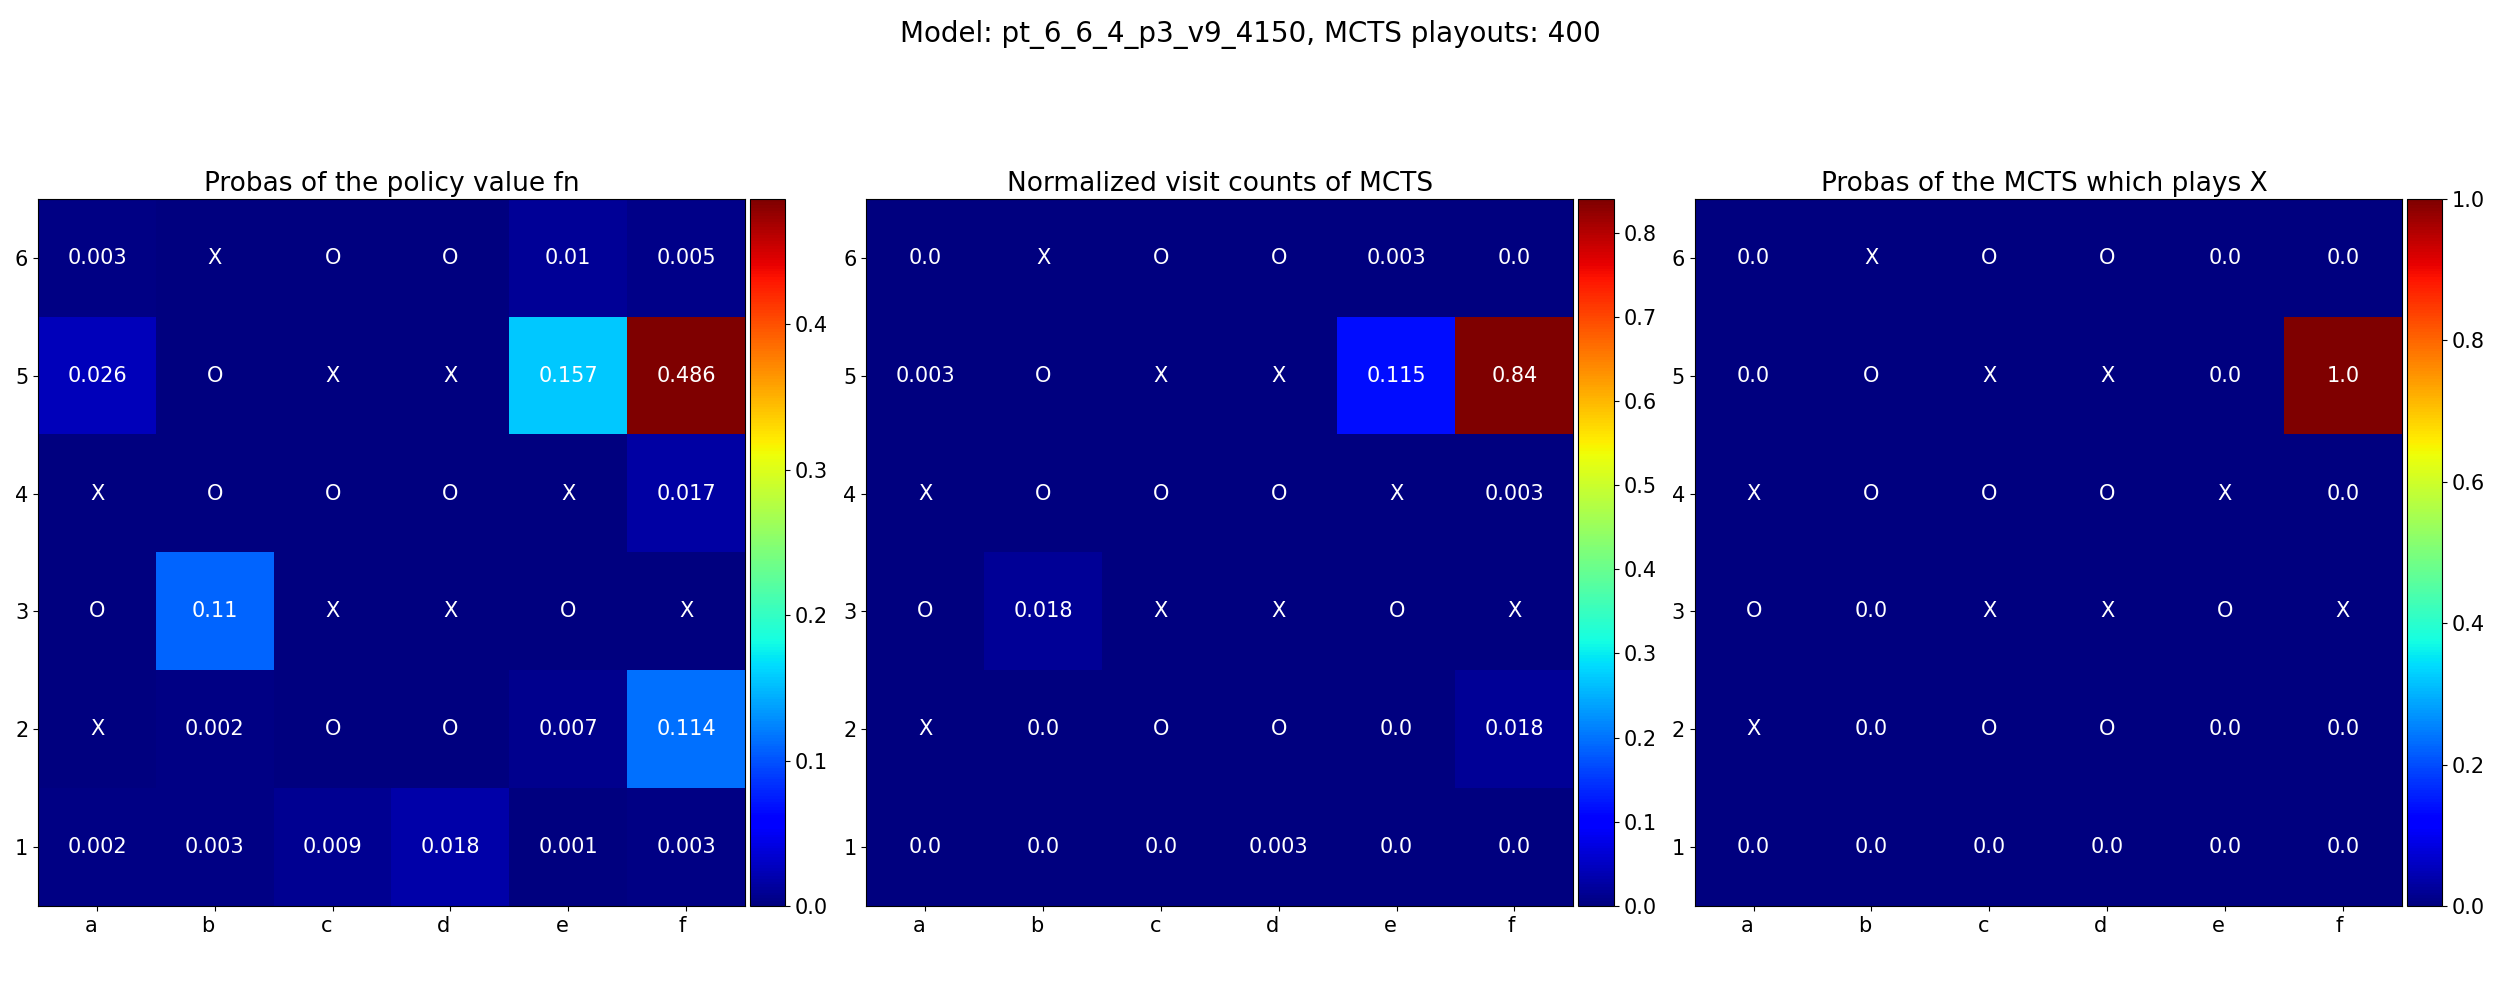 Model: pt_6_6_4_p3_v9_4150, MCTS playouts: 400
Probas of the policy value fn
6 0.003 X O O 0.01 0.005
5 0.026 O X X 0.157 0.486
4 X O O O X 0.017
3 O 0.11 X X O X
2 X 0.002 O O 0.007 0.114
1 0.002 0.003 0.009 0.018 0.001 0.003
a b c d e f
0.4
0.3
0.2
0.1
0.0
Normalized visit counts of MCTS
6 0.0 X O O 0.003 0.0
5 0.003 O X X 0.115 0.84
4 X O O O X 0.003
3 O 0.018 X X O X
2 X 0.0 O O 0.0 0.018
1 0.0 0.0 0.0 0.003 0.0 0.0
a b c d e f
0.8
0.7
0.6
0.5
0.4
0.3
0.2
0.1
0.0
Probas of the MCTS which plays X
6 0.0 X O O 0.0 0.0
5 0.0 O X X 0.0 1.0
4 X O O O X 0.0
3 O 0.0 X X O X
2 X 0.0 O O 0.0 0.0
1 0.0 0.0 0.0 0.0 0.0 0.0
a b c d e f
1.0
0.8
0.6
0.4
0.2
0.0